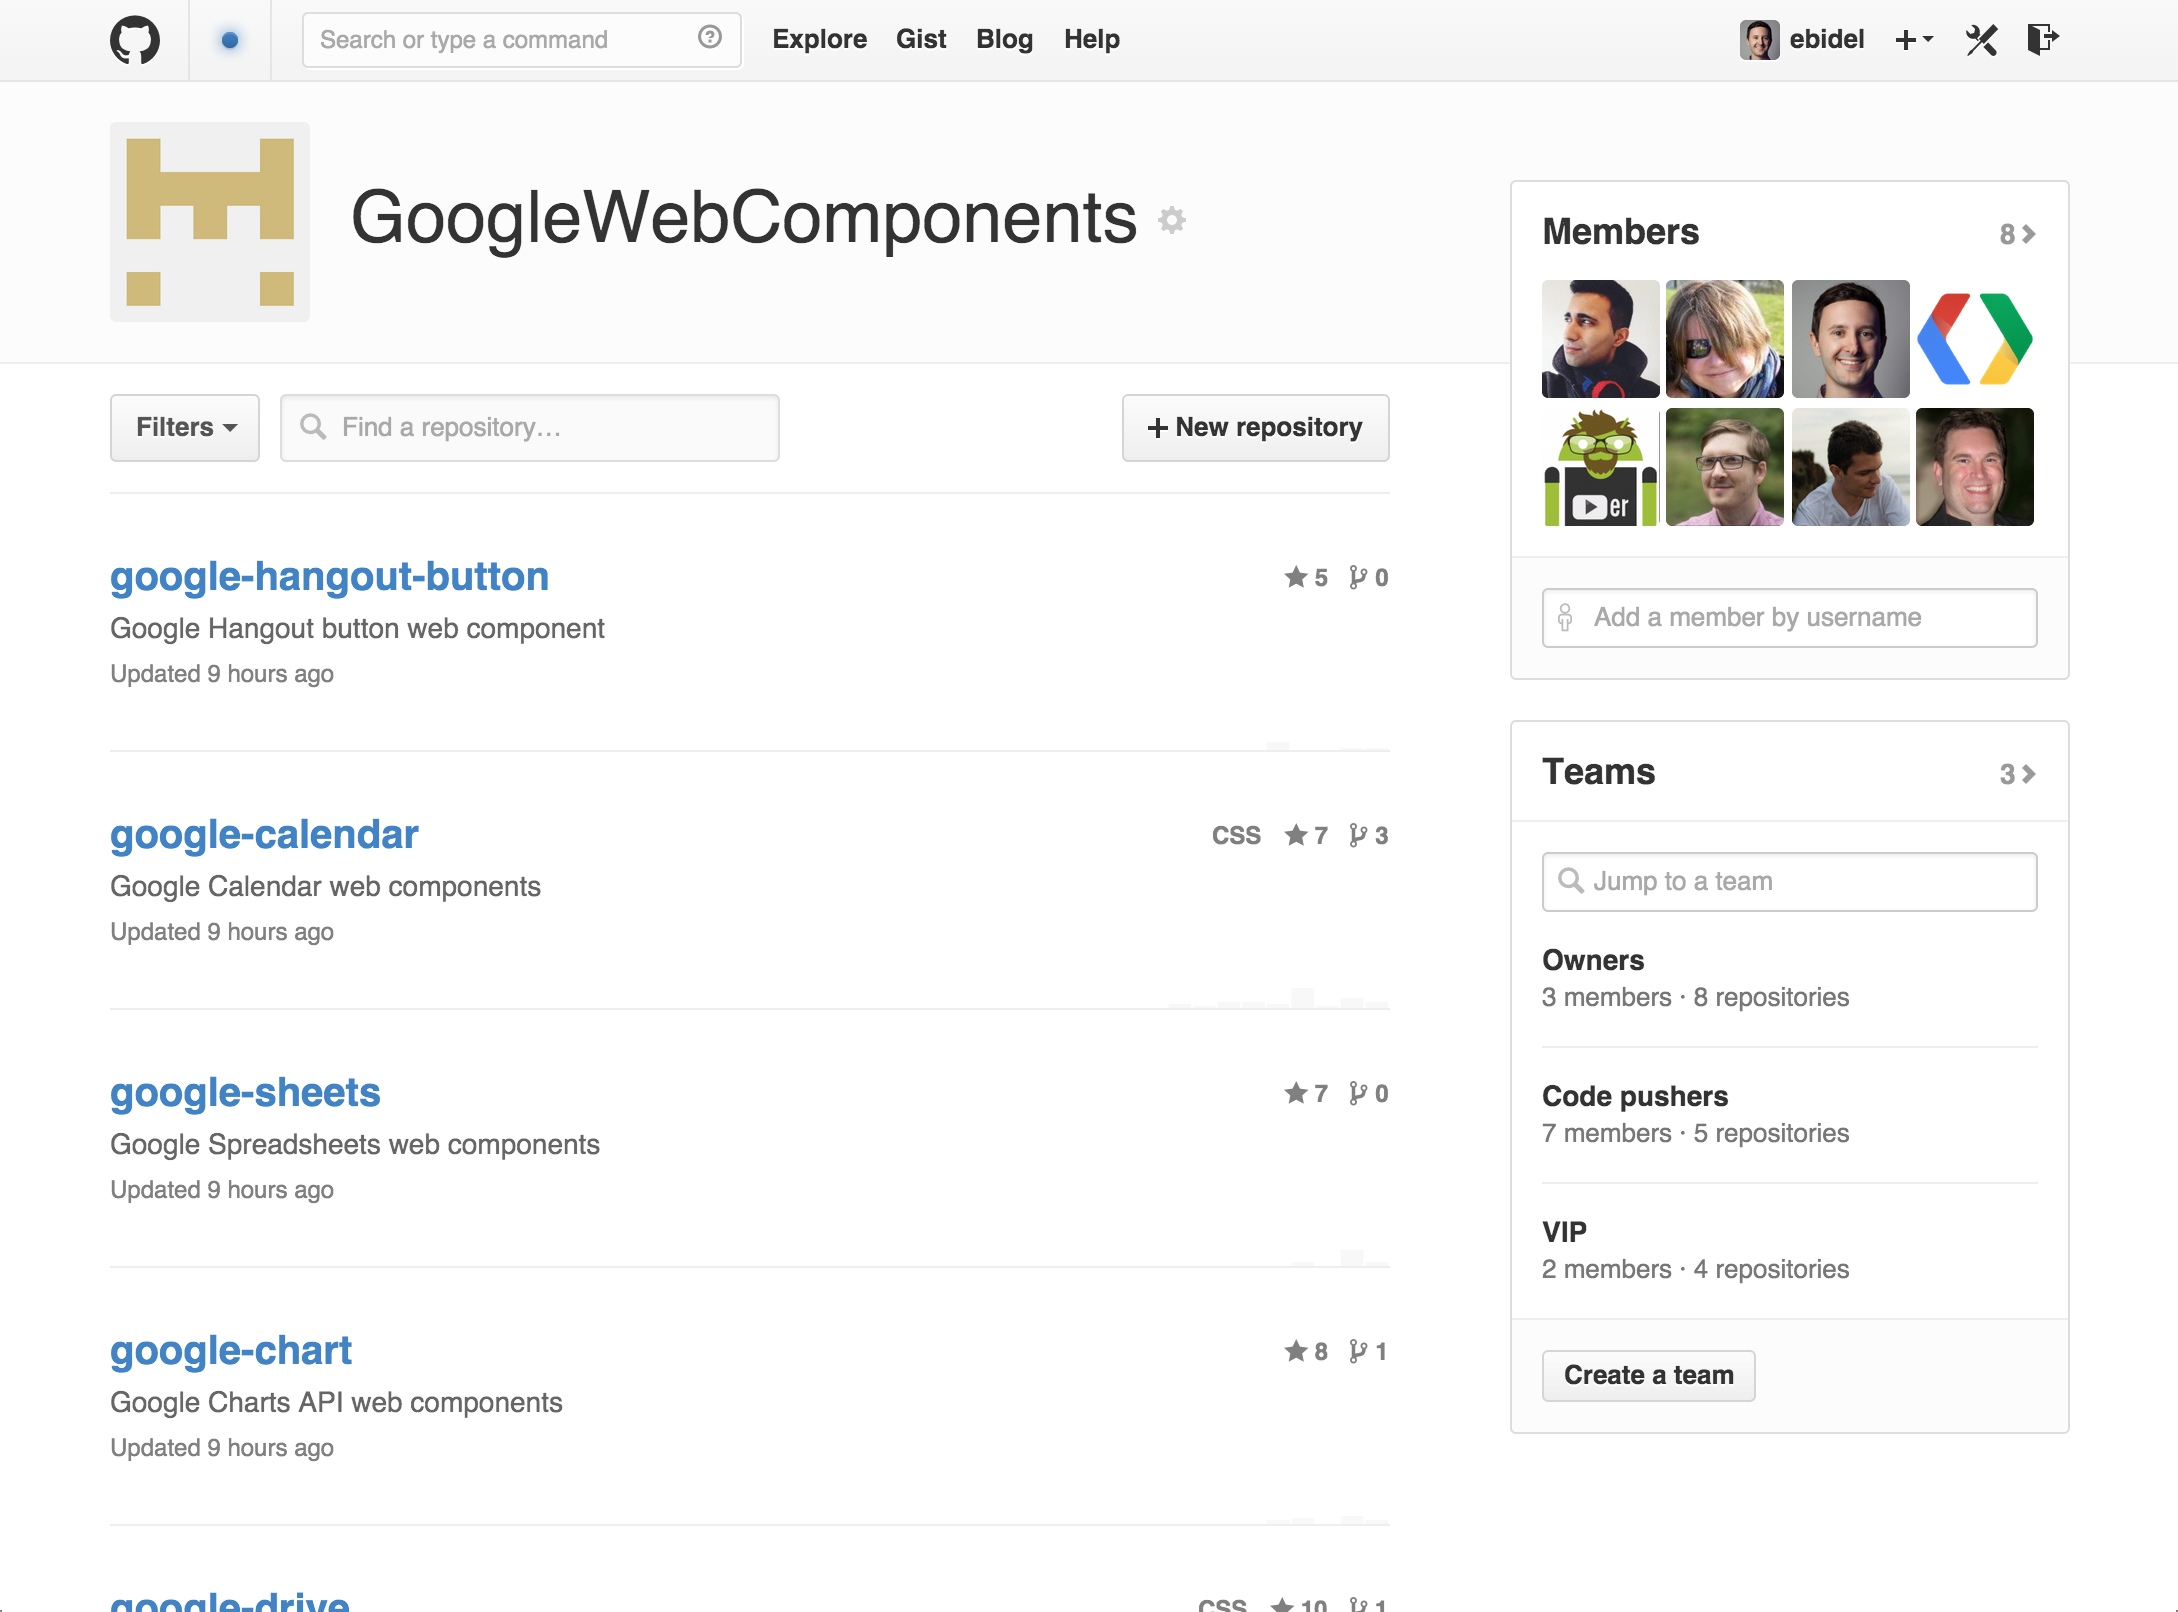 Search or type a command
Explore Gist Blog Help
ebidel
GoogleWebComponents
Filters
Find a repository…
New repository
google-hangout-button
5 0
Google Hangout button web component
Updated 9 hours ago
google-calendar
CSS 7 3
Google Calendar web components
Updated 9 hours ago
google-sheets
7 0
Google Spreadsheets web components
Updated 9 hours ago
google-chart
8 1
Google Charts API web components
Updated 9 hours ago
google-drive
CSS 10 1
Members 8
er
Add a member by username
Teams 3
Jump to a team
Owners
3 members · 8 repositories
Code pushers
7 members · 5 repositories
VIP
2 members · 4 repositories
Create a team